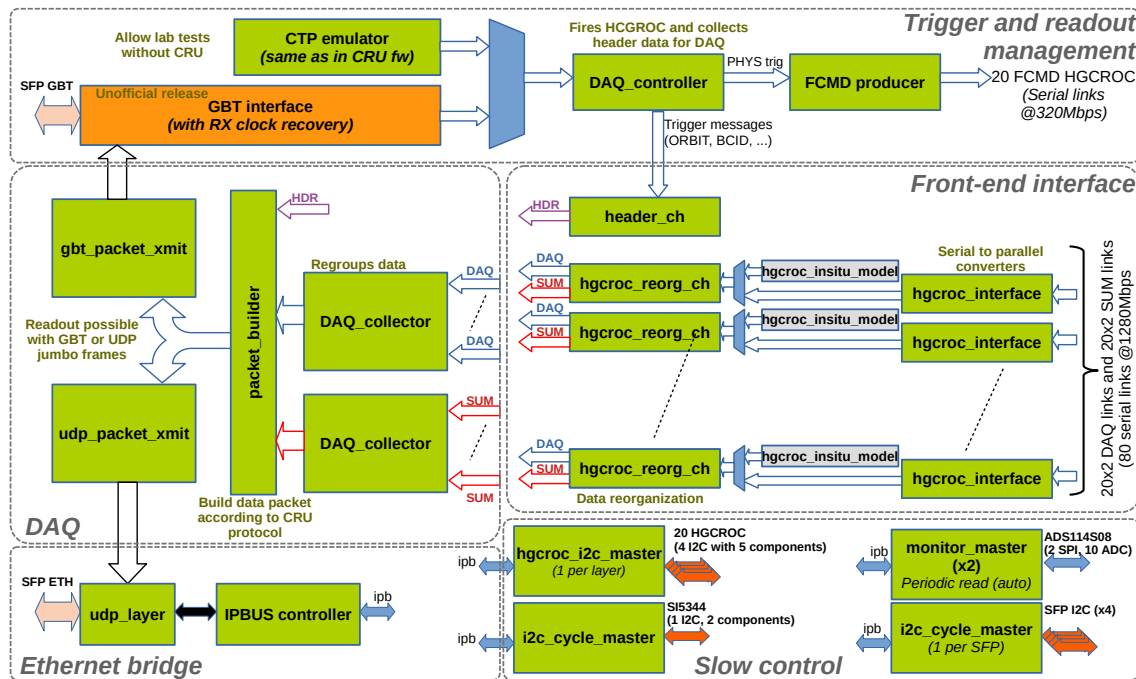 Trigger and readout
management
Allow lab tests
without CRU
CTP emulator
(same as in CRU fw)
Fires HCGROC and collects
header data for DAQ
SFP GBT
Unofficial release
GBT interface
(with RX clock recovery)
DAQ_controller
PHYS trig
FCMD producer
20 FCMD HGCROC
(Serial links
@320Mbps)
Trigger messages
(ORBIT, BCID, ...)
DAQ
gbt_packet_xmit
Readout possible
with GBT or UDP
jumbo frames
udp_packet_xmit
packet_builder
HDR
Regroups data
DAQ_collector
DAQ
DAQ
DAQ_collector
SUM
SUM
Build data packet
according to CRU
protocol
Front-end interface
HDR
header_ch
Serial to parallel
converters
DAQ
SUM
hgcroc_reorg_ch
hgcroc_insitu_model
hgcroc_interface
DAQ
SUM
hgcroc_reorg_ch
hgcroc_insitu_model
hgcroc_interface
DAQ
SUM
hgcroc_reorg_ch
hgcroc_insitu_model
hgcroc_interface
Data reorganization
20x2 DAQ links and 20x2 SUM links
(80 serial links @1280Mbps)
Ethernet bridge
SFP ETH
udp_layer
IPBUS controller
ipb
Slow control
ipb
hgcroc_i2c_master
(1 per layer)
20 HGCROC
(4 I2C with 5 components)
ipb
monitor_master
(x2)
Periodic read (auto)
ADS114S08
(2 SPI, 10 ADC)
ipb
i2c_cycle_master
SI5344
(1 I2C, 2 components)
ipb
i2c_cycle_master
(1 per SFP)
SFP I2C (x4)